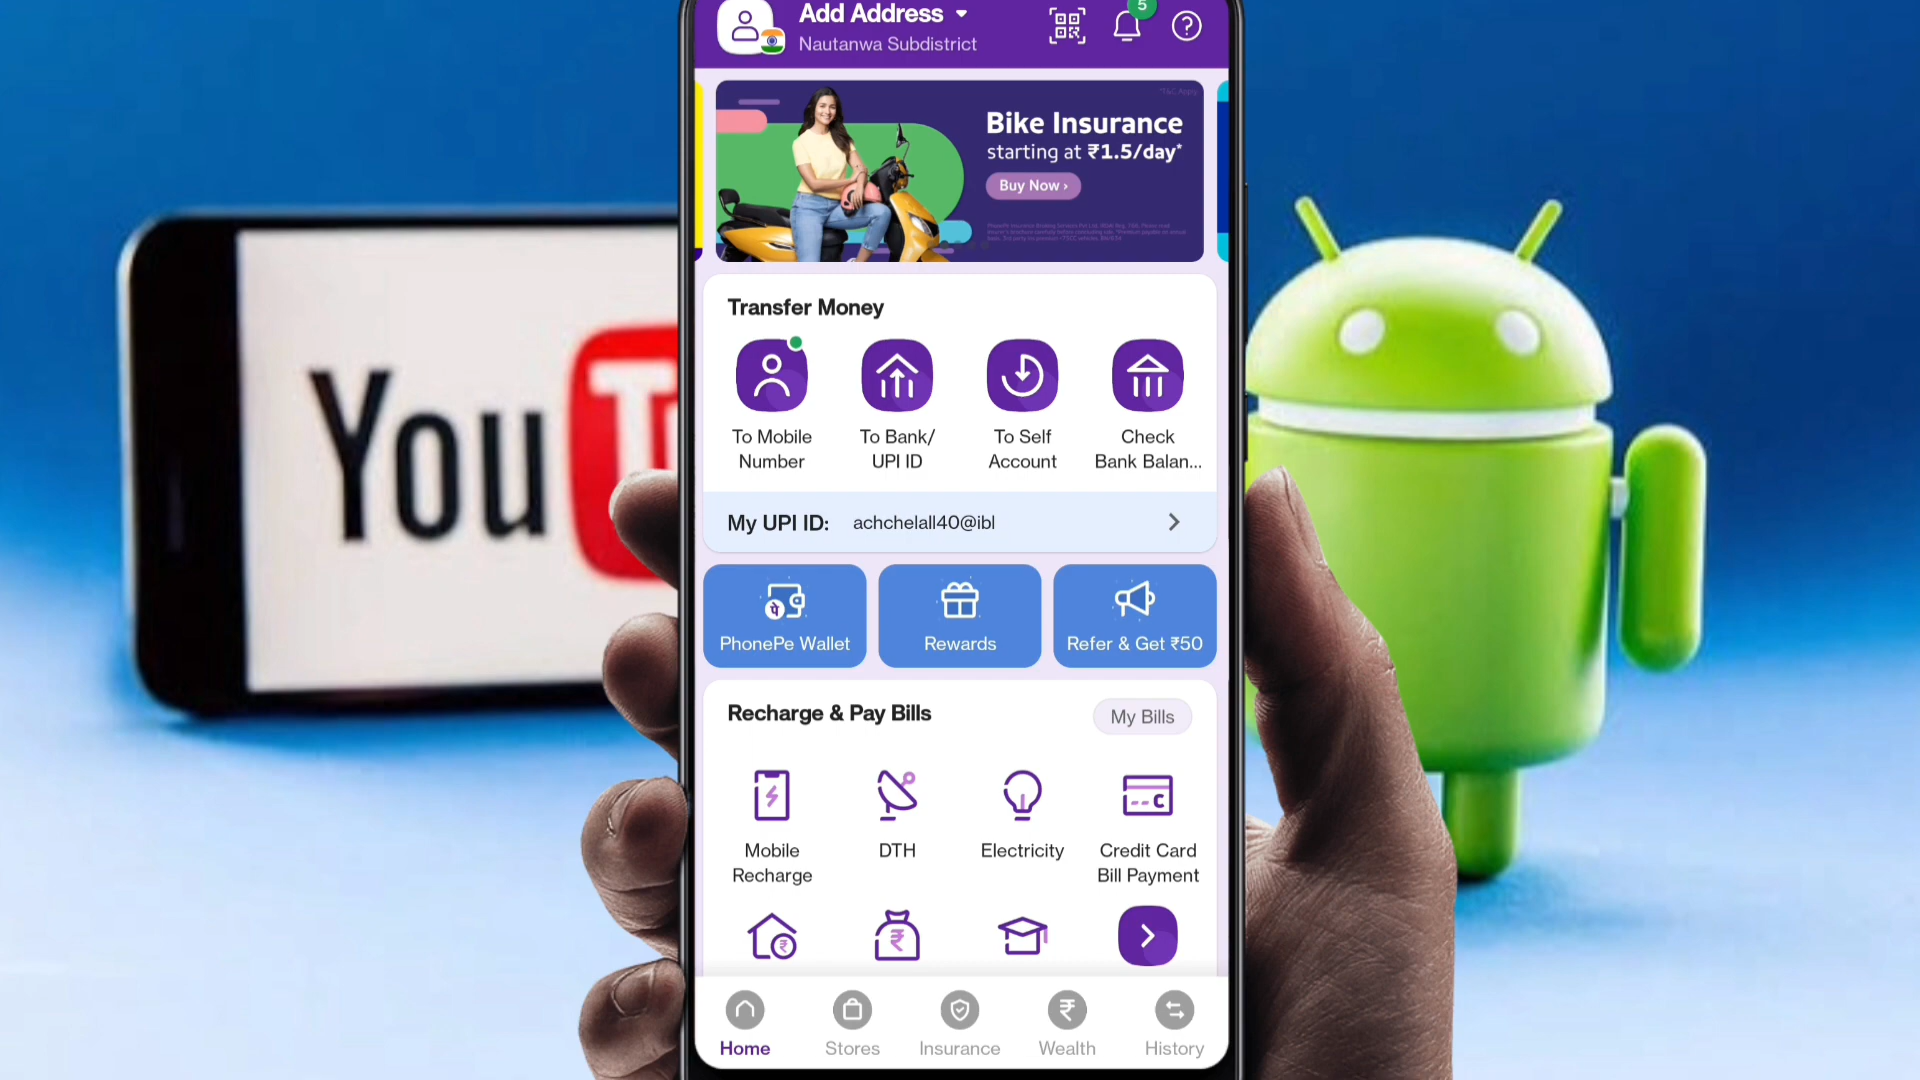 5
Add Address
Nautanwa Subdistrict
*T&C Apply
Bike Insurance
starting at ₹1.5/day*
Buy Now ›
Transfer Money
To Mobile
Number
To Bank/
UPI ID
To Self
Account
Check
Bank Balan...
My UPI ID: achchelall40@ibl
You
पे
PhonePe Wallet
Rewards
Refer & Get ₹50
Recharge & Pay Bills
My Bills
Mobile
Recharge
DTH
Electricity
Credit Card
Bill Payment
Home
Stores
Insurance
Wealth
History